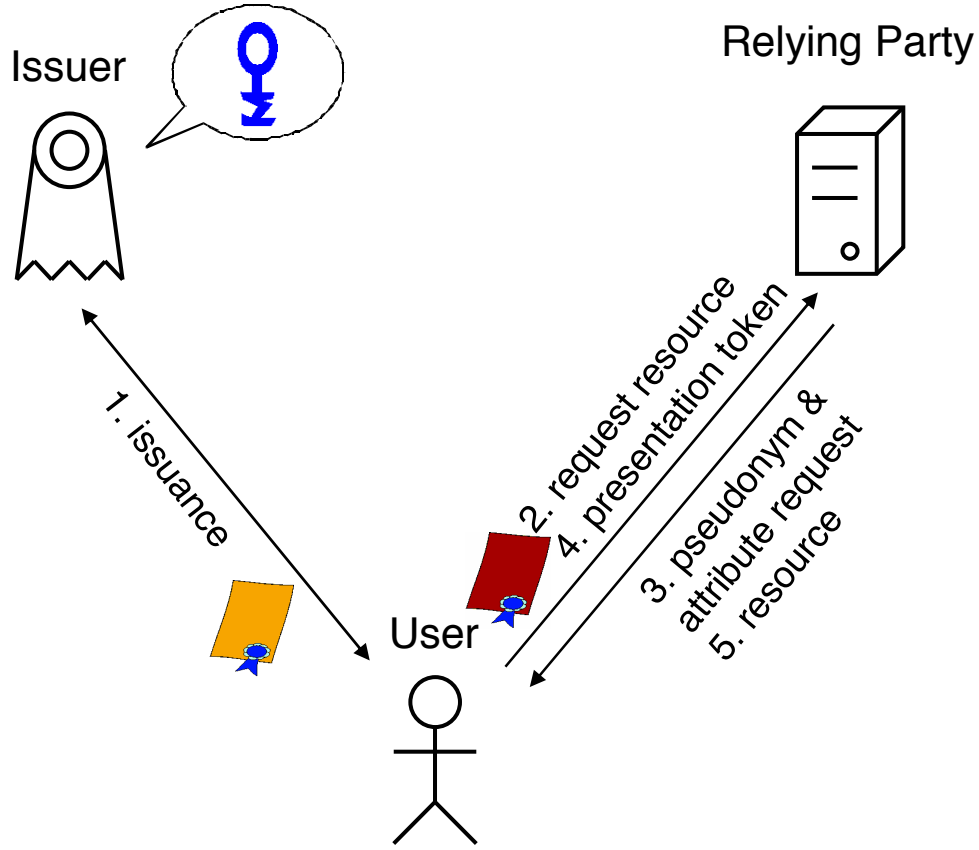 Issuer
Relying Party
1. issuance
2. request resource
4. presentation token
3. pseudonym &
attribute request
5. resource
User